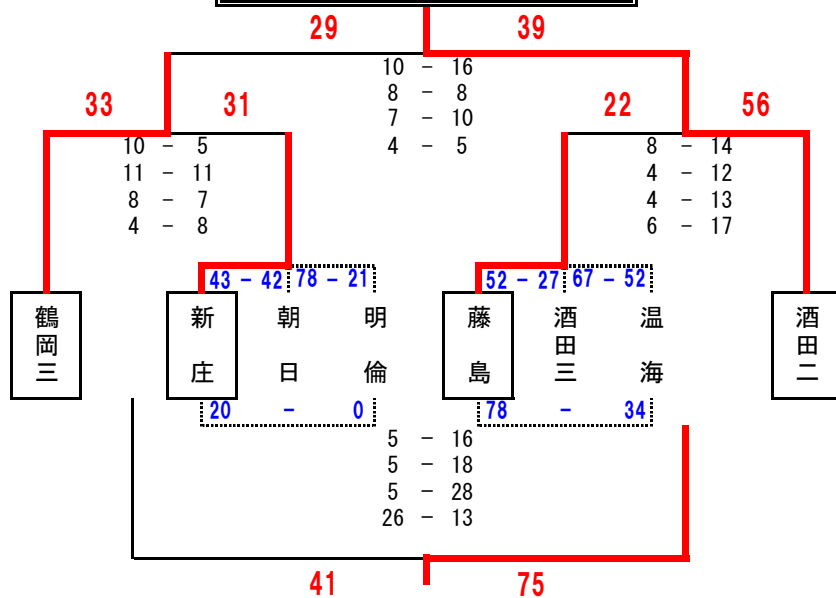 29 39
10 - 16
8 - 8
7 - 10
4 - 5
33 31
22 56
10 - 5
11 - 11
8 - 7
4 - 8
8 - 14
4 - 12
4 - 13
6 - 17
43 - 42 78 - 21
52 - 27 67 - 52
鶴岡三
新庄
朝日
明倫
藤島
酒田三
温海
酒田二
20 - 0
78 - 34
5 - 16
5 - 18
5 - 28
26 - 13
41 75